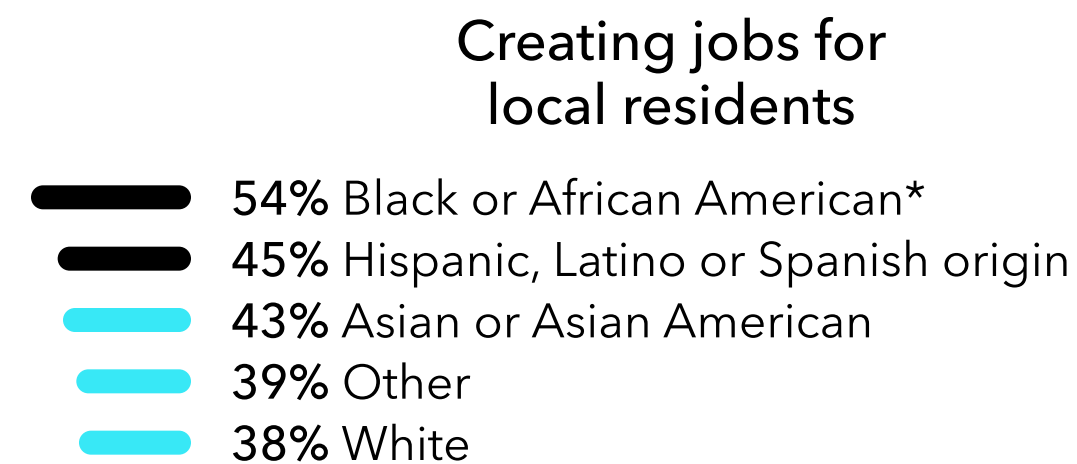 Creating jobs for
local residents
54% Black or African American*
45% Hispanic, Latino or Spanish origin
43% Asian or Asian American
39% Other
38% White